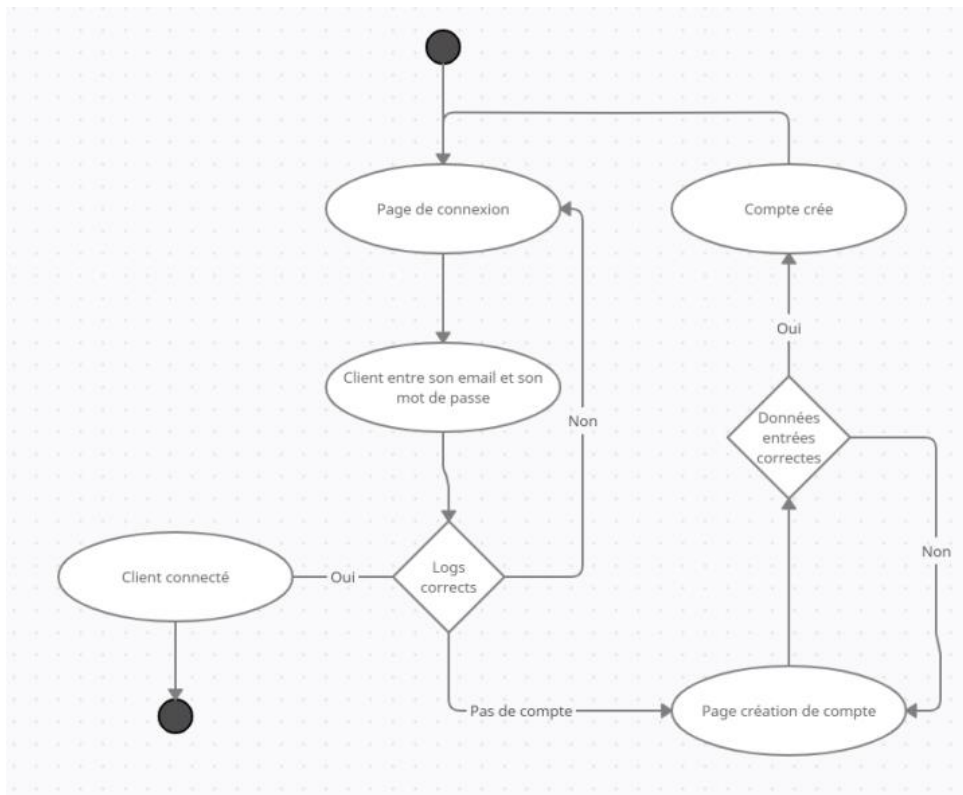 Page de connexion
Compte crée
Oui
Client entre son email et son
mot de passe
Non
Données
entrées
correctes
Non
Client connecté
Oui
Logs
corrects
Pas de compte
Page création de compte